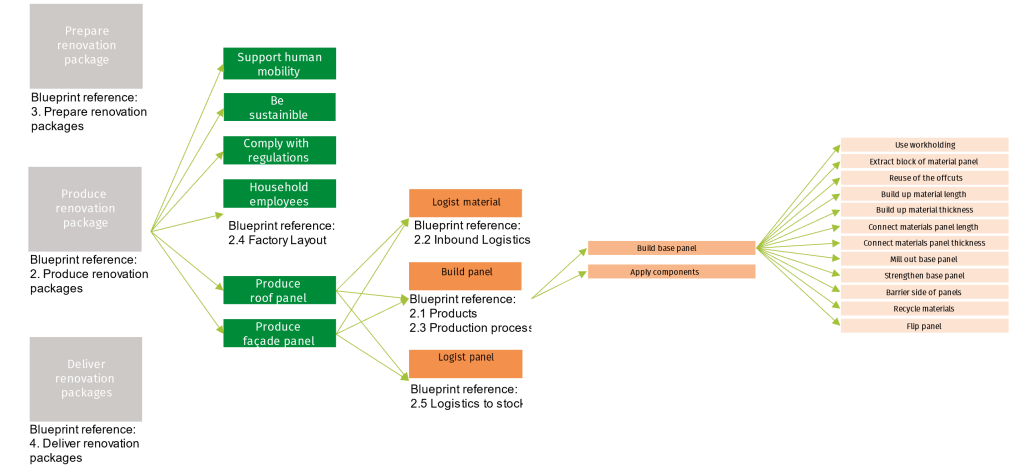 Prepare
renovation
package
Blueprint reference:
3. Prepare renovation
packages
Produce
renovation
package
Blueprint reference:
2. Produce renovation
packages
Deliver
renovation
packages
Blueprint reference:
4. Deliver renovation
packages
Support human
mobility
Be
sustainible
Comply with
regulations
Household
employees
Blueprint reference:
2.4 Factory Layout
Produce
roof panel
Produce
façade panel
Logist material
Blueprint reference:
2.2 Inbound Logistics
Build panel
Blueprint reference:
2.1 Products
2.3 Production process
Logist panel
Blueprint reference:
2.5 Logistics to stock
Build base panel
Apply components
Use workholding
Extract block of material panel
Reuse of the offcuts
Build up material length
Build up material thickness
Connect materials panel length
Connect materials panel thickness
Mill out base panel
Strengthen base panel
Barrier side of panels
Recycle materials
Flip panel